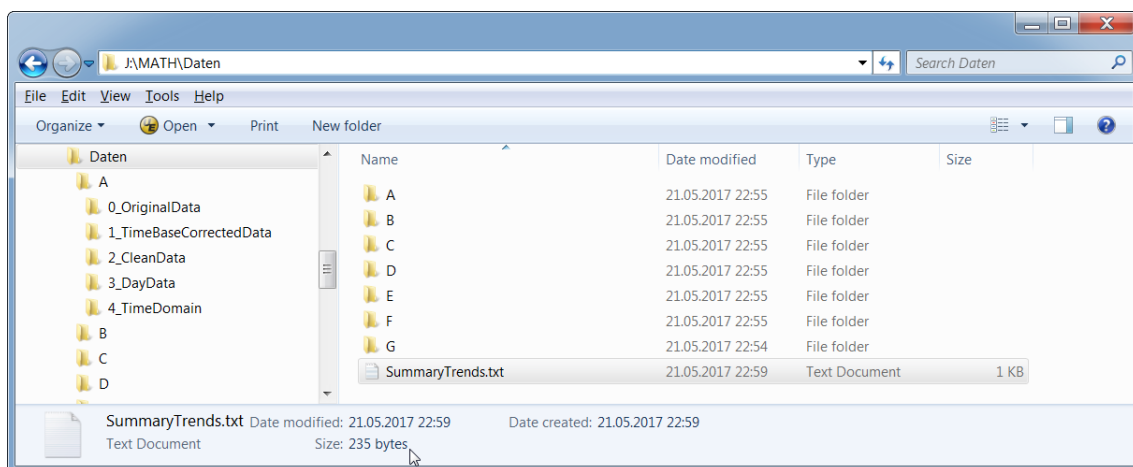 J:\MATH\Daten
Search Daten
File Edit View Tools Help
Organize Open Print New folder
Daten
A
0_OriginalData
1_TimeBaseCorrectedData
2_CleanData
3_DayData
4_TimeDomain
B
C
D
Name Date modified Type Size
A 21.05.2017 22:55 File folder
B 21.05.2017 22:55 File folder
C 21.05.2017 22:55 File folder
D 21.05.2017 22:55 File folder
E 21.05.2017 22:55 File folder
F 21.05.2017 22:55 File folder
G 21.05.2017 22:54 File folder
SummaryTrends.txt 21.05.2017 22:59 Text Document 1 KB
SummaryTrends.txt Date modified: 21.05.2017 22:59 Date created: 21.05.2017 22:59
Text Document Size: 235 bytes